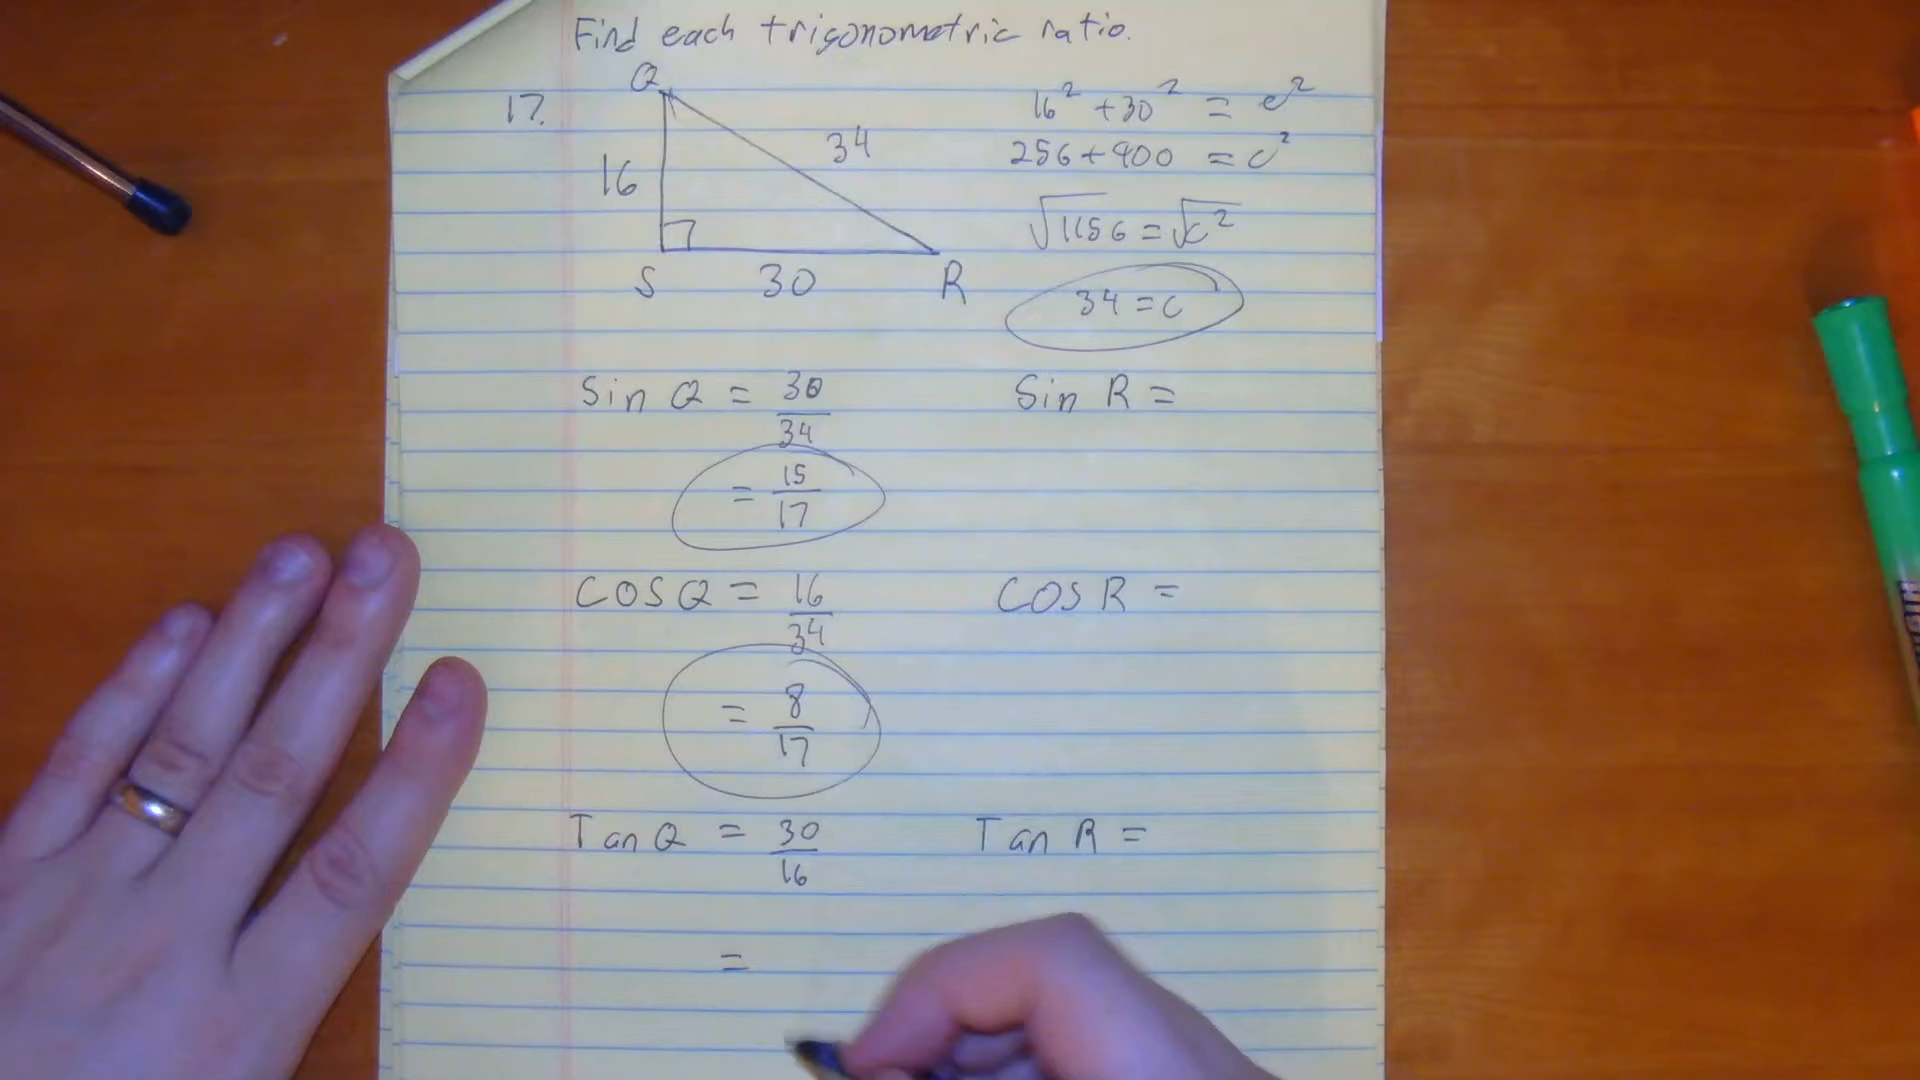 Find each trigonometric ratio.
17.
Q
16
34
S 30 R
16² + 30² = c²
256 + 900 = c²
√1156 = √c²
34 = c
Sin Q = 30/34
= 15/17
Sin R =
COS Q = 16/34
= 8/17
COS R =
Tan Q = 30/16
=
Tan R =